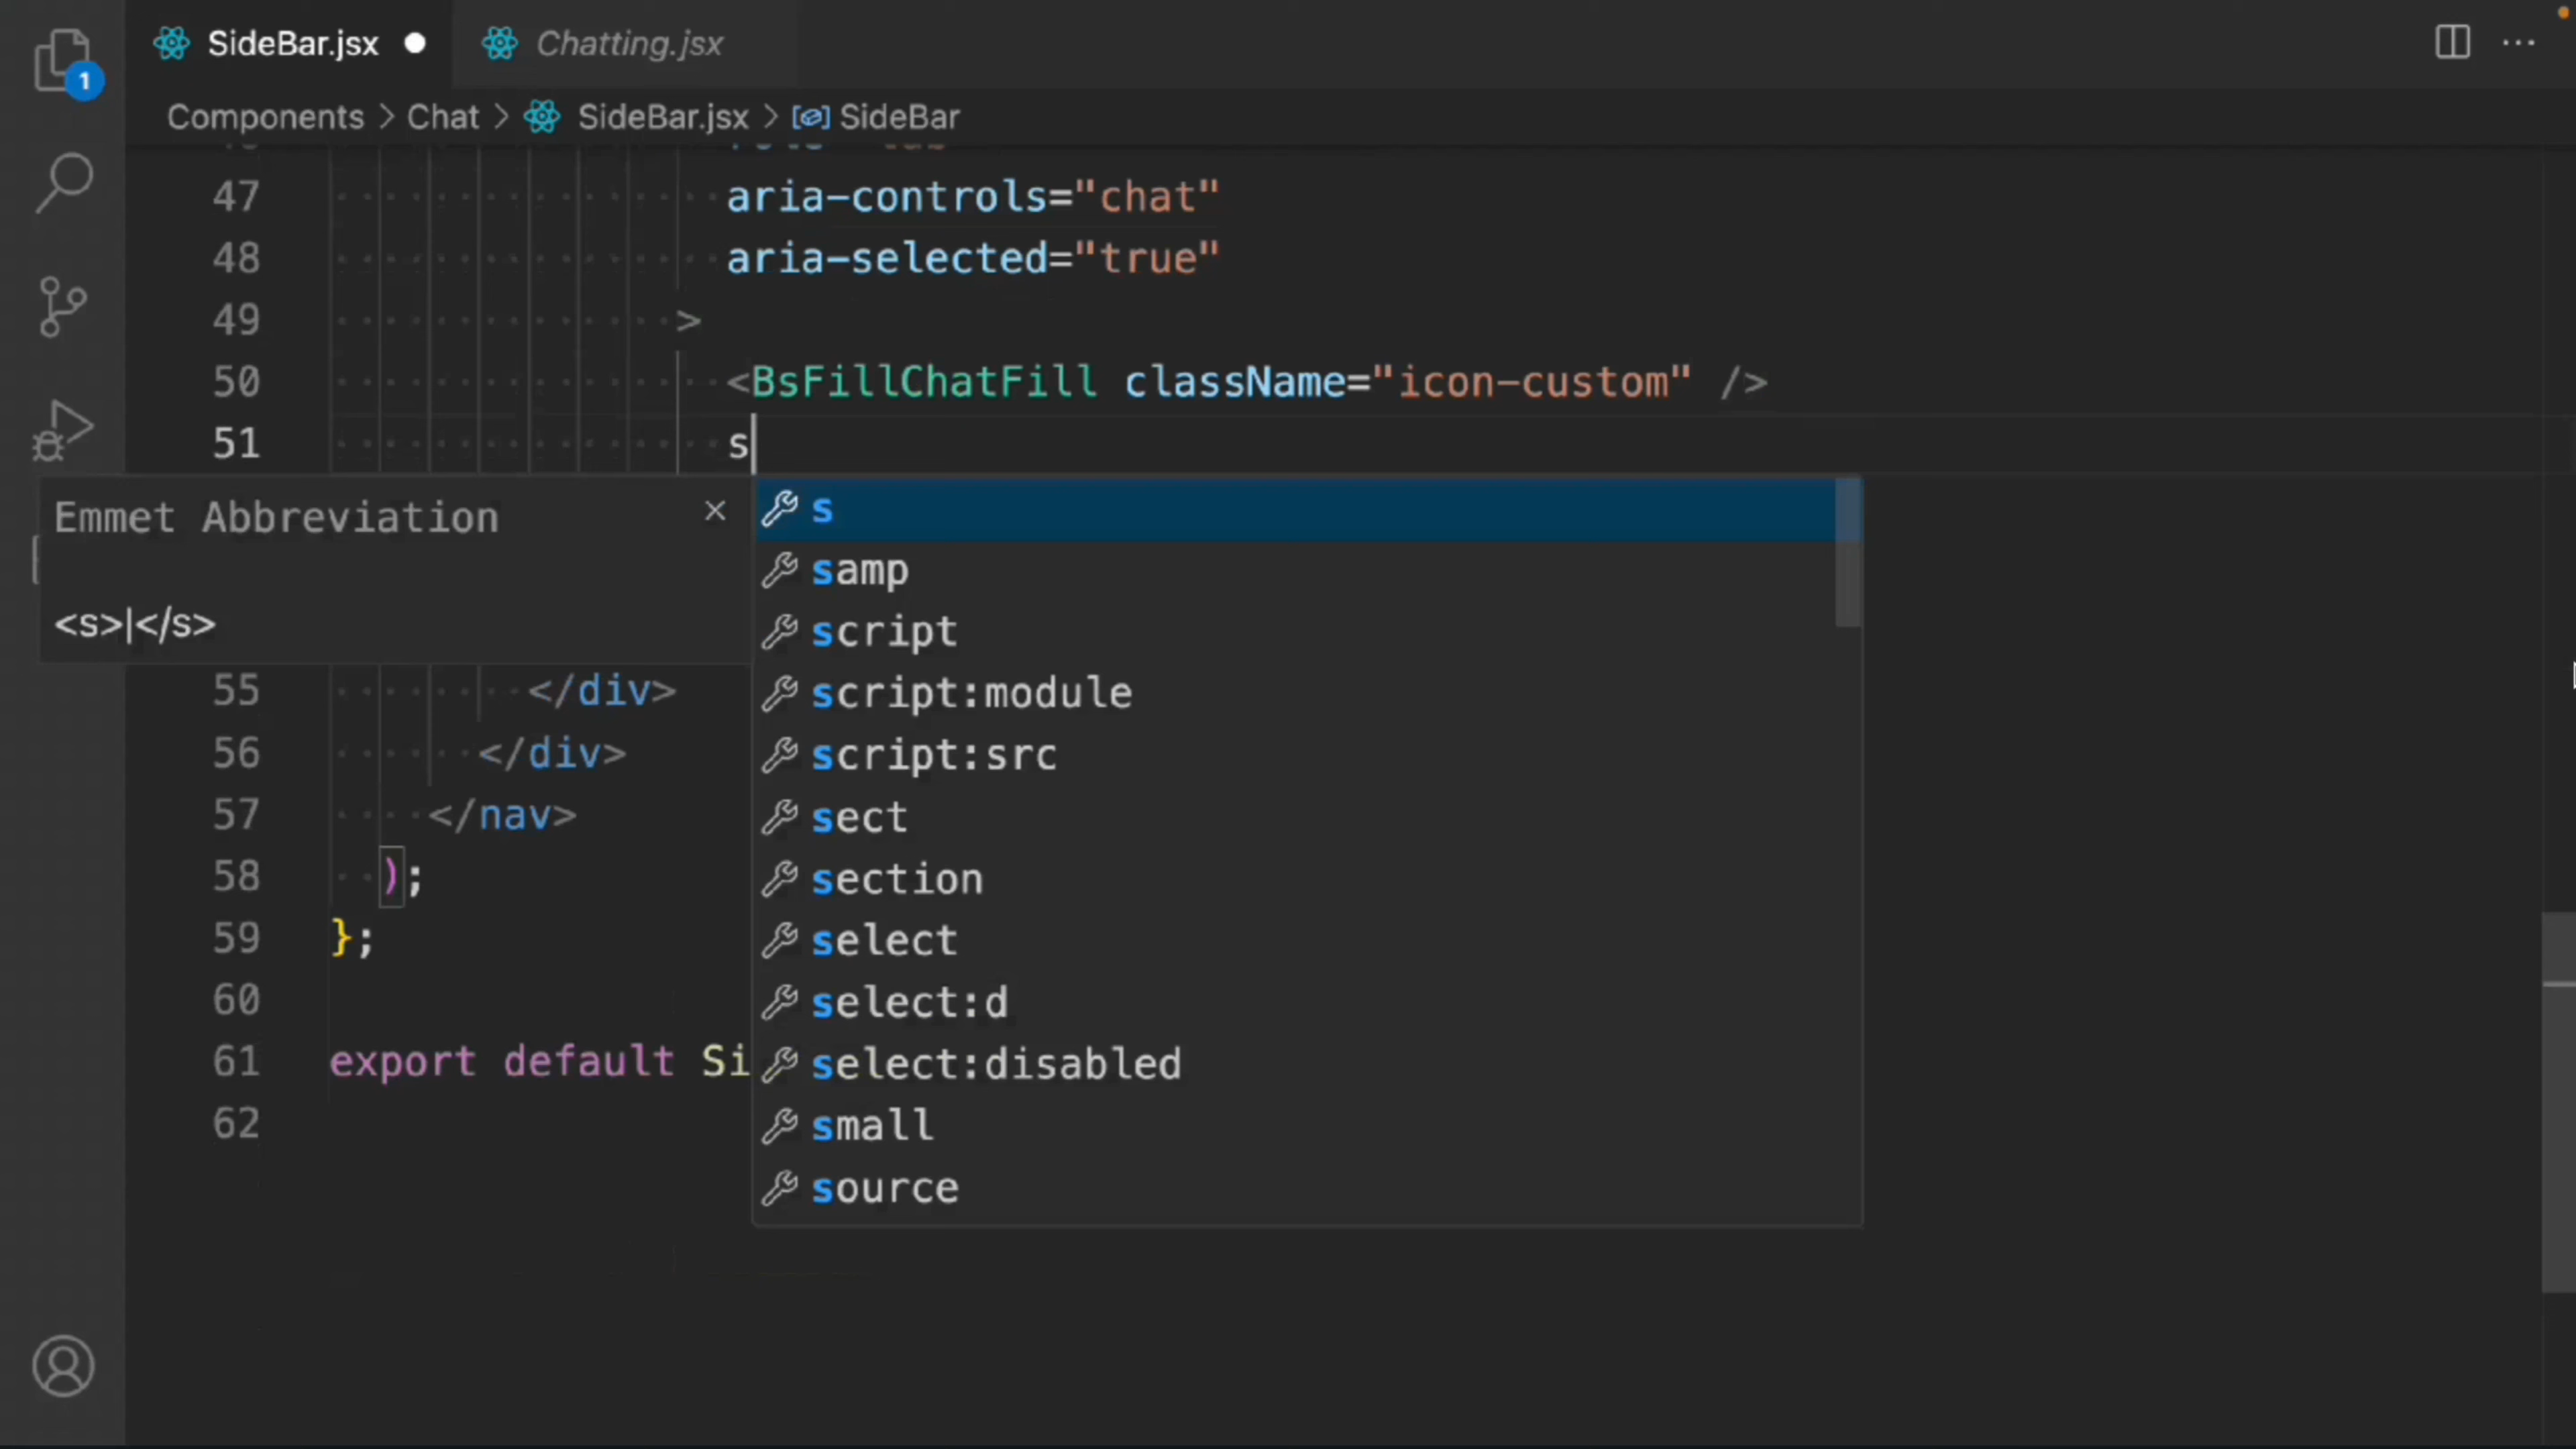 SideBar.jsx Chatting.jsx
1
Components > Chat > SideBar.jsx > SideBar
47 aria-controls="chat"
48 aria-selected="true"
49 >
50 <BsFillChatFill className="icon-custom" />
51 s
Emmet Abbreviation
<s>|</s>
s
samp
script
script:module
script:src
sect
section
select
select:d
select:disabled
small
source
55 </div>
56 </div>
57 </nav>
58 );
59 };
60
61 export default Si
62